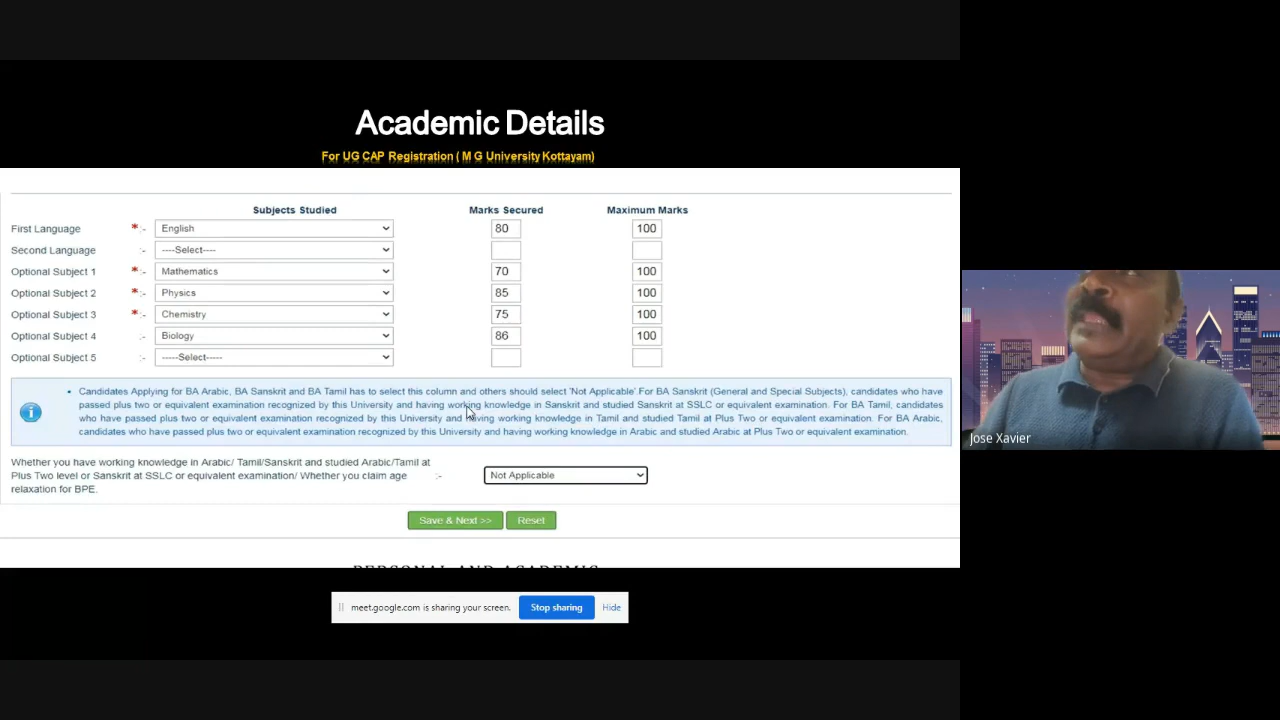 Academic Details
For UG CAP Registration ( M G University Kottayam)
Subjects Studied Marks Secured Maximum Marks
First Language * :- English 80 100
Second Language :- ----Select----
Optional Subject 1 * :- Mathematics 70 100
Optional Subject 2 * :- Physics 85 100
Optional Subject 3 * :- Chemistry 75 100
Optional Subject 4 :- Biology 86 100
Optional Subject 5 :- -----Select-----
Candidates Applying for BA Arabic, BA Sanskrit and BA Tamil has to select this column and others should select 'Not Applicable'.For BA Sanskrit (General and Special Subjects), candidates who have
passed plus two or equivalent examination recognized by this University and having working knowledge in Sanskrit and studied Sanskrit at SSLC or equivalent examination. For BA Tamil, candidates
who have passed plus two or equivalent examination recognized by this University and having working knowledge in Tamil and studied Tamil at Plus Two or equivalent examination. For BA Arabic,
candidates who have passed plus two or equivalent examination recognized by this University and having working knowledge in Arabic and studied Arabic at Plus Two or equivalent examination.
Whether you have working knowledge in Arabic/ Tamil/Sanskrit and studied Arabic/Tamil at
Plus Two level or Sanskrit at SSLC or equivalent examination/ Whether you claim age :- Not Applicable
relaxation for BPE.
Save & Next >> Reset
PERSONAL AND ACADEMIC
meet.google.com is sharing your screen. Stop sharing Hide
Jose Xavier